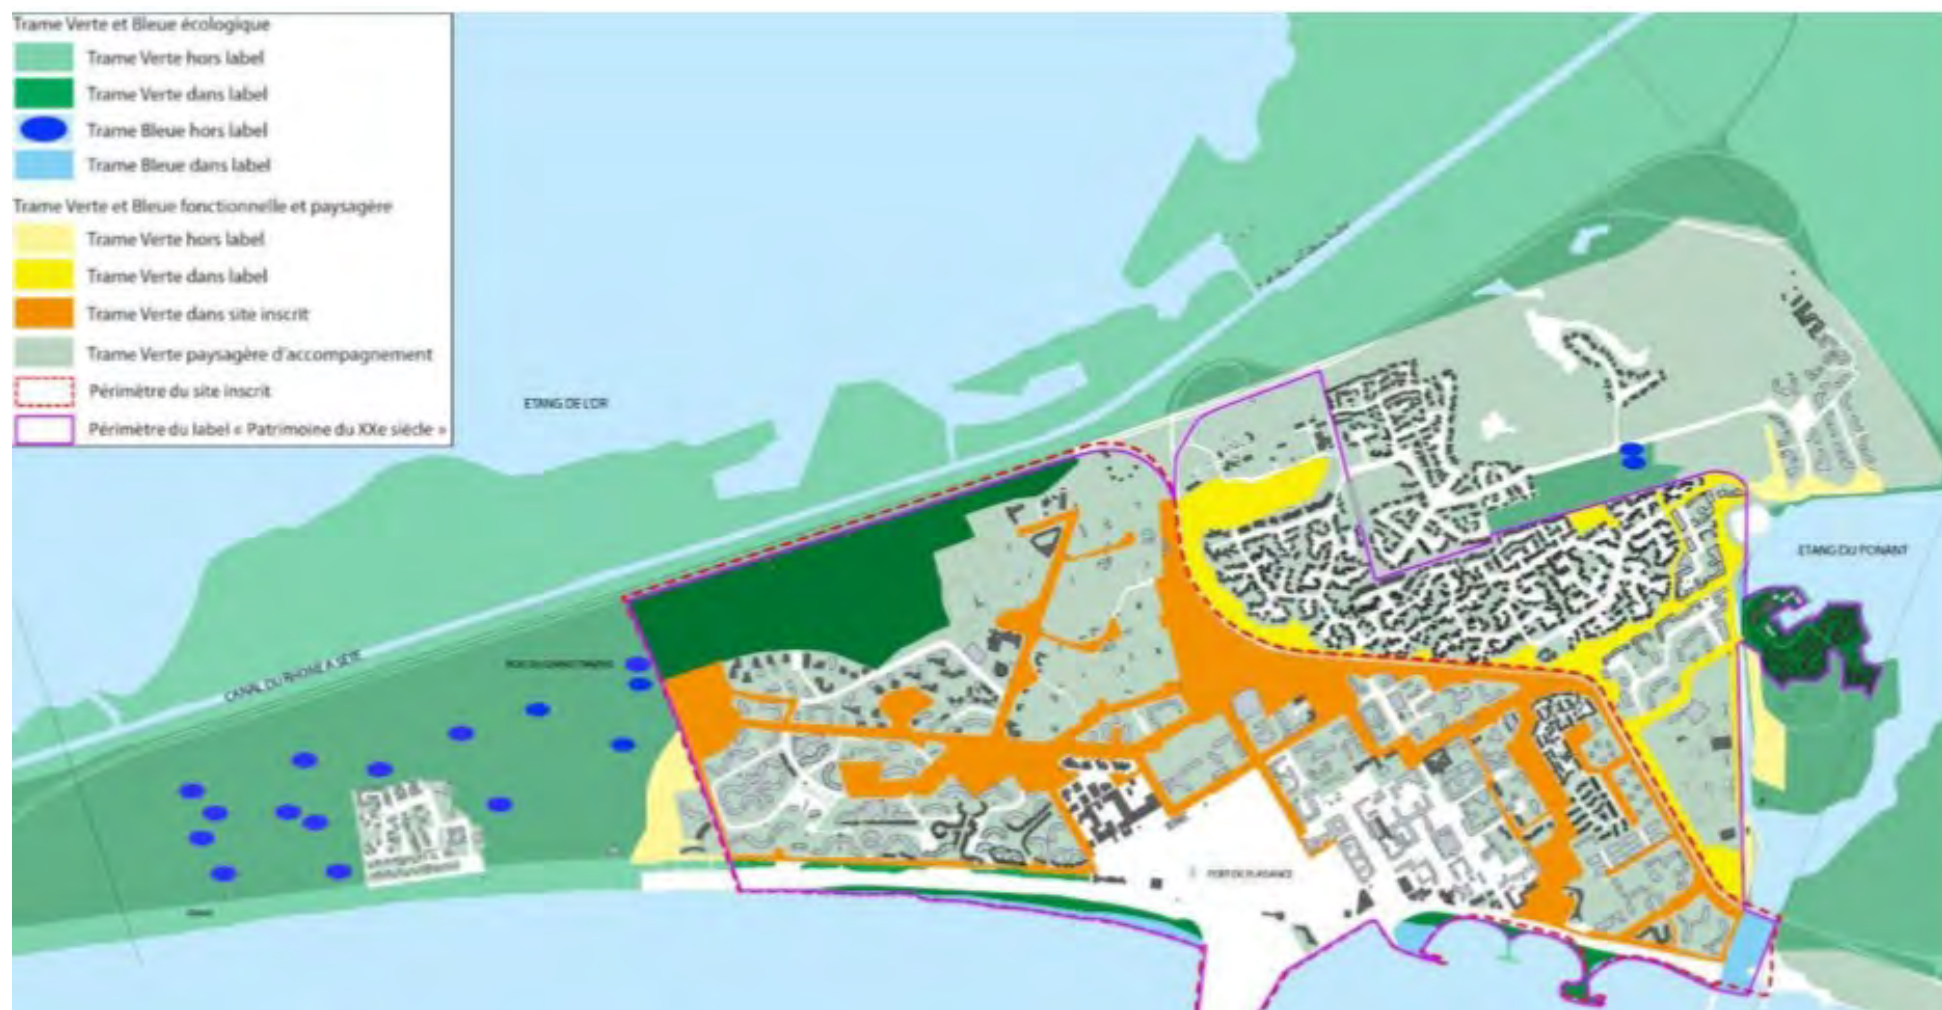 Trame Verte et Bleue écologique
Trame Verte hors label
Trame Verte dans label
Trame Bleue hors label
Trame Bleue dans label
Trame Verte et Bleue fonctionnelle et paysagère
Trame Verte hors label
Trame Verte dans label
Trame Verte dans site inscrit
Trame Verte paysagère d'accompagnement
Périmètre du site inscrit
Périmètre du label « Patrimoine du XXe siècle »
ETANG DE L'OR
ETANG DU PONANT
CANAL DU RHONE A SETE
PORT DE PLAISANCE